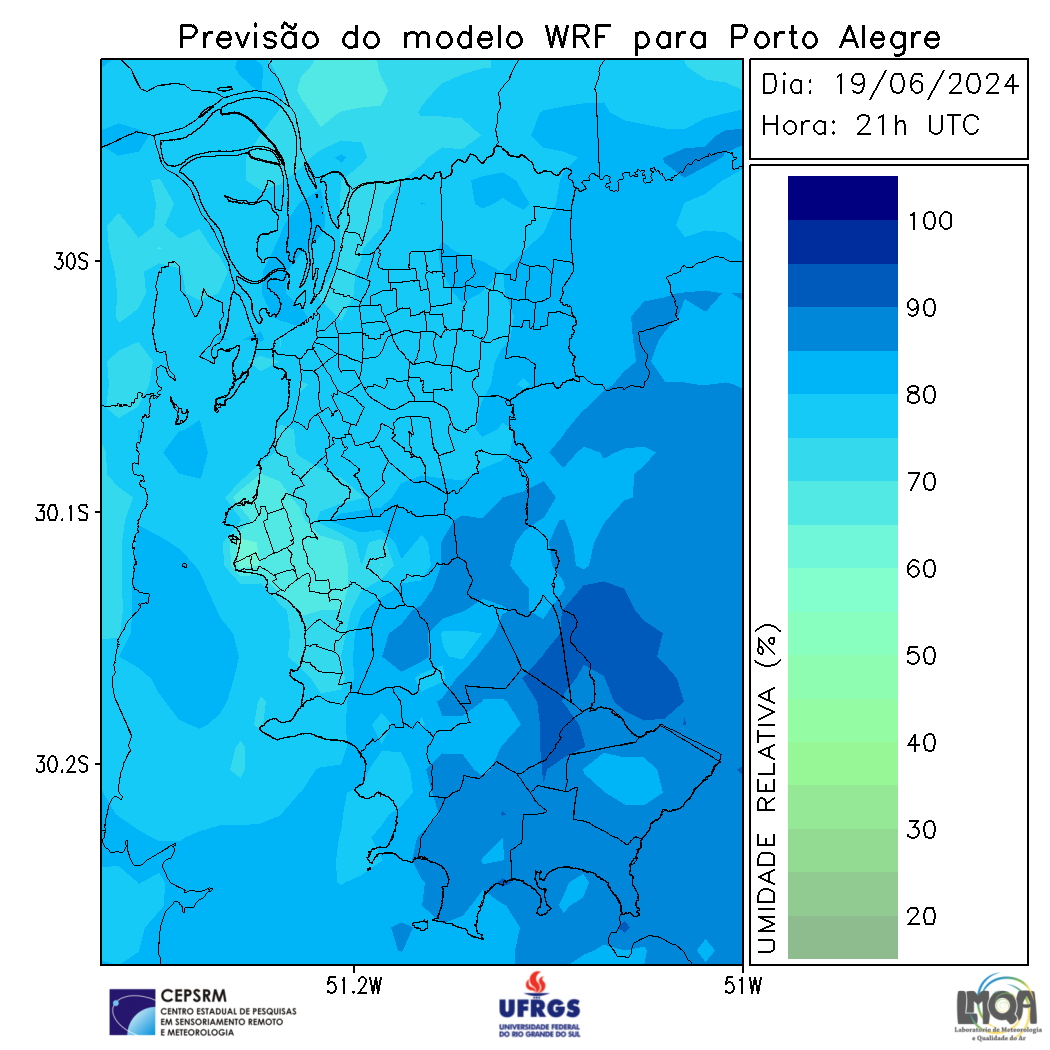 Previsão do modelo WRF para Porto Alegre
Dia: 19/06/2024
Hora: 21h UTC
100
90
80
70
60
50
40
30
20
UMIDADE RELATIVA (%)
30S
30.1S
30.2S
51.2W
51W
CEPSRM
CENTRO ESTADUAL DE PESQUISAS
EM SENSORIAMENTO REMOTO
E METEOROLOGIA
UFRGS
UNIVERSIDADE FEDERAL
DO RIO GRANDE DO SUL
LMQA
Laboratório de Meteorologia
e Qualidade do Ar